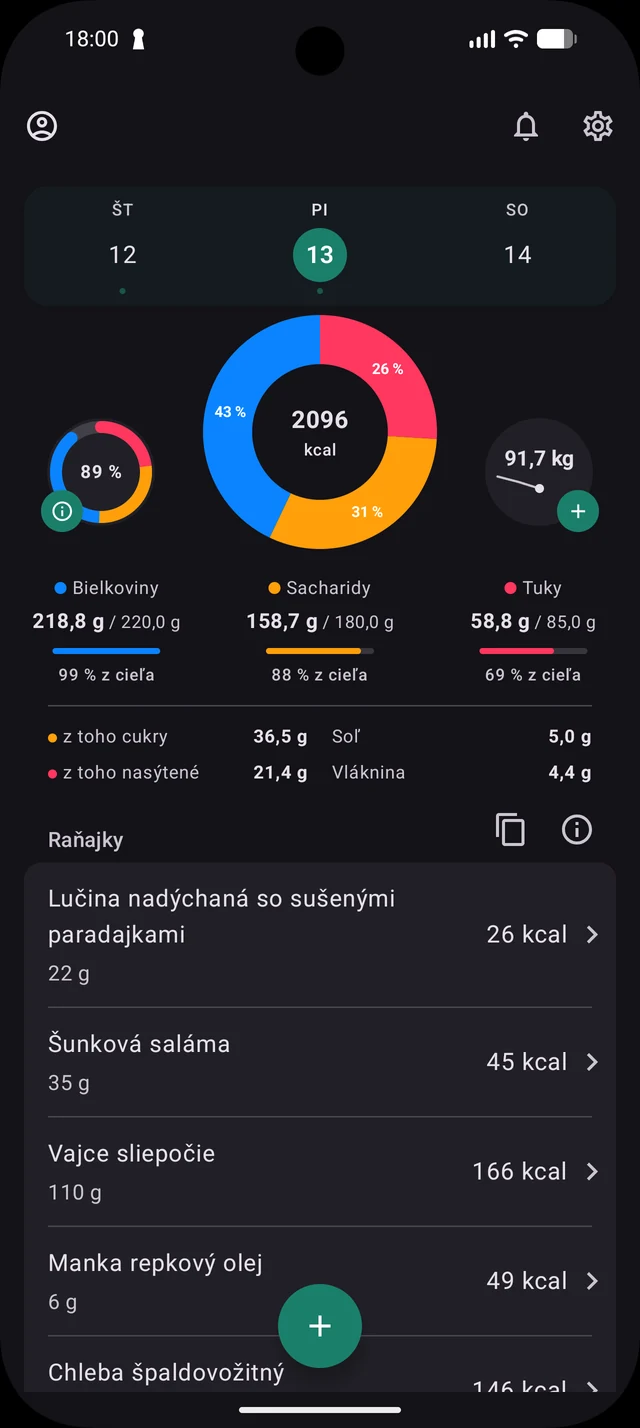 18:00
ŠT PI SO
12 13 14
26 %
43 %
31 %
2096
kcal
89 %
91,7 kg
Bielkoviny Sacharidy Tuky
218,8 g / 220,0 g 158,7 g / 180,0 g 58,8 g / 85,0 g
99 % z cieľa 88 % z cieľa 69 % z cieľa
z toho cukry 36,5 g Soľ 5,0 g
z toho nasýtené 21,4 g Vláknina 4,4 g
Raňajky
Lučina nadýchaná so sušenými
paradajkami
26 kcal
22 g
Šunková saláma
45 kcal
35 g
Vajce sliepočie
166 kcal
110 g
Manka repkový olej
49 kcal
6 g
Chleba špaldovožitný
146 kcal